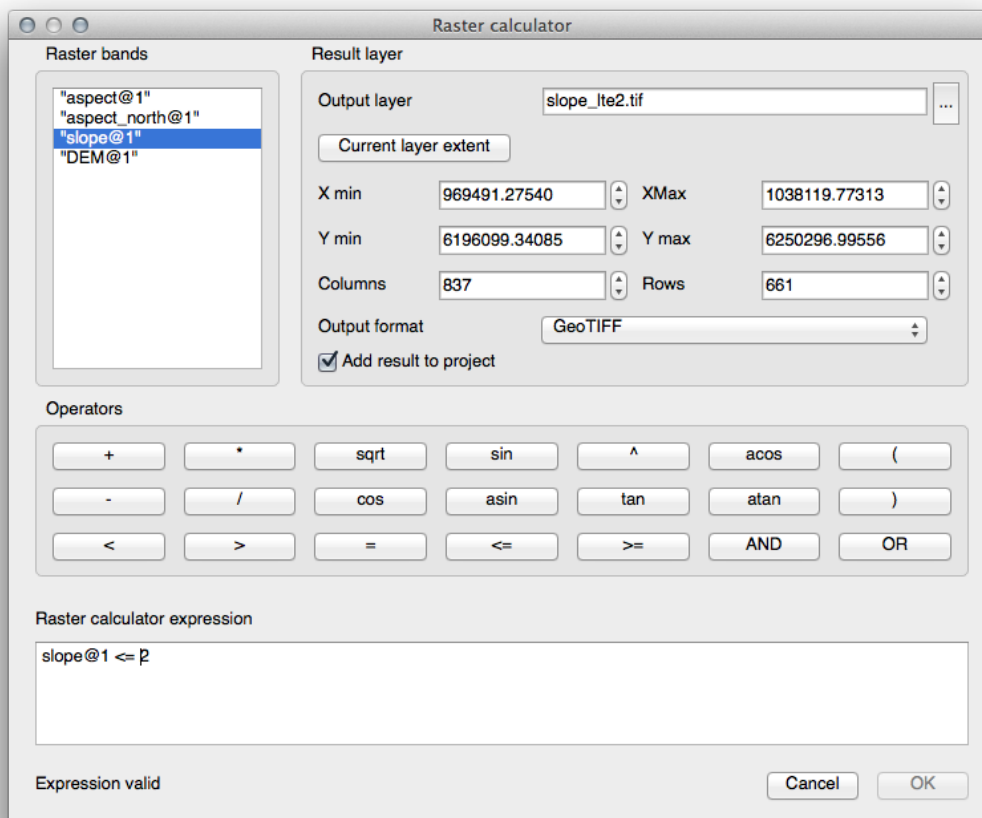 Raster calculator
Raster bands
Result layer
"aspect@1"
"aspect_north@1"
"slope@1"
"DEM@1"
Output layer
slope_lte2.tif
...
Current layer extent
X min
969491.27540
XMax
1038119.77313
Y min
6196099.34085
Y max
6250296.99556
Columns
837
Rows
661
Output format
GeoTIFF
Add result to project
Operators
+ * sqrt sin ^ acos (
- / cos asin tan atan )
< > = <= >= AND OR
Raster calculator expression
slope@1 <= 2
Expression valid
Cancel
OK